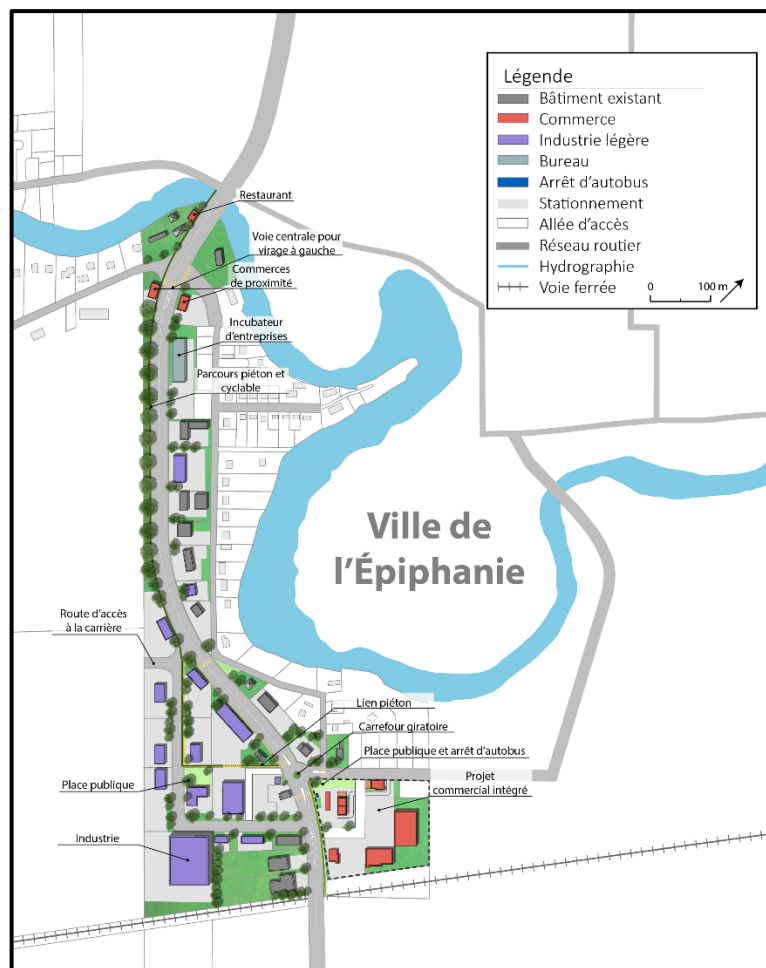 Légende
Bâtiment existant
Commerce
Industrie légère
Bureau
Arrêt d'autobus
Stationnement
Allée d'accès
Réseau routier
Hydrographie
Voie ferrée
0 100 m
Restaurant
Voie centrale pour
virage à gauche
Commerces
de proximité
Incubateur
d'entreprises
Parcours piéton et
cyclable
Ville de
l'Épiphanie
Route d'accès
à la carrière
Lien piéton
Carrefour giratoire
Place publique et arrêt d'autobus
Place publique
Projet
commercial intégré
Industrie